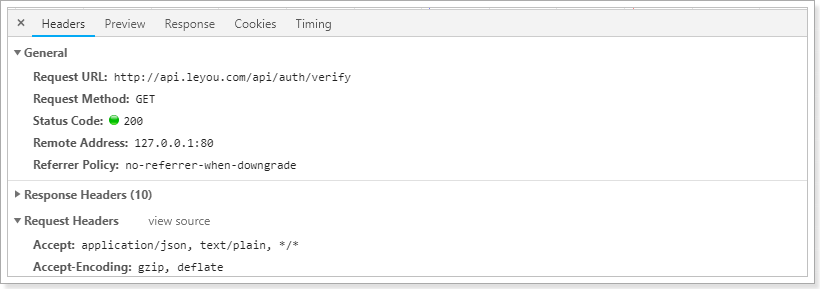 × Headers Preview Response Cookies Timing
▼ General
Request URL: http://api.leyou.com/api/auth/verify
Request Method: GET
Status Code: 200
Remote Address: 127.0.0.1:80
Referrer Policy: no-referrer-when-downgrade
▶ Response Headers (10)
▼ Request Headers view source
Accept: application/json, text/plain, */*
Accept-Encoding: gzip, deflate